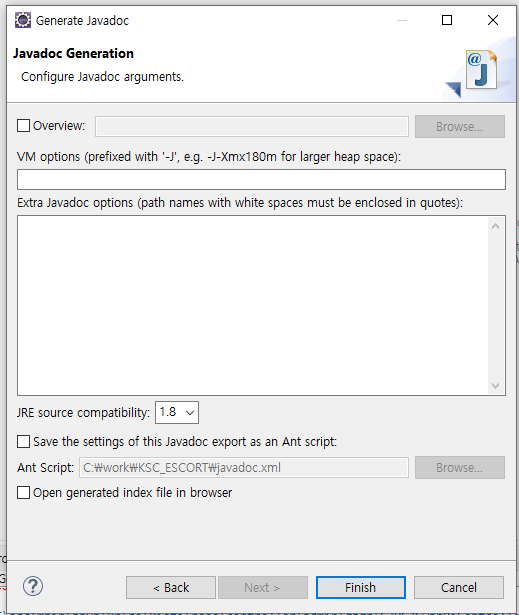 Generate Javadoc
Javadoc Generation
Configure Javadoc arguments.
@
J
Overview:
Browse...
VM options (prefixed with '-J', e.g. -J-Xmx180m for larger heap space):
Extra Javadoc options (path names with white spaces must be enclosed in quotes):
JRE source compatibility: 1.8
Save the settings of this Javadoc export as an Ant script:
Ant Script: C:₩work₩KSC_ESCORT₩javadoc.xml Browse...
Open generated index file in browser
? < Back Next > Finish Cancel